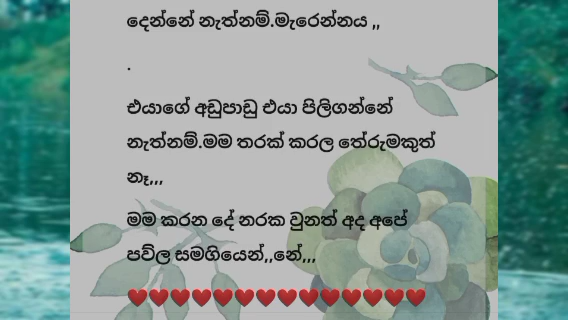 දෙන්නේ නැත්නම්.මැරෙන්නය ,,
.
එයාගේ අඩුපාඩු එයා පිලිගන්නේ
නැත්නම්.මම තරක් කරල තේරුමකුත්
නෑ,,,
මම කරන දේ නරක වුනත් අද අපේ
පව්ල සමගියෙන්,,නේ,,,
❤❤❤❤❤❤❤❤❤❤❤❤❤❤